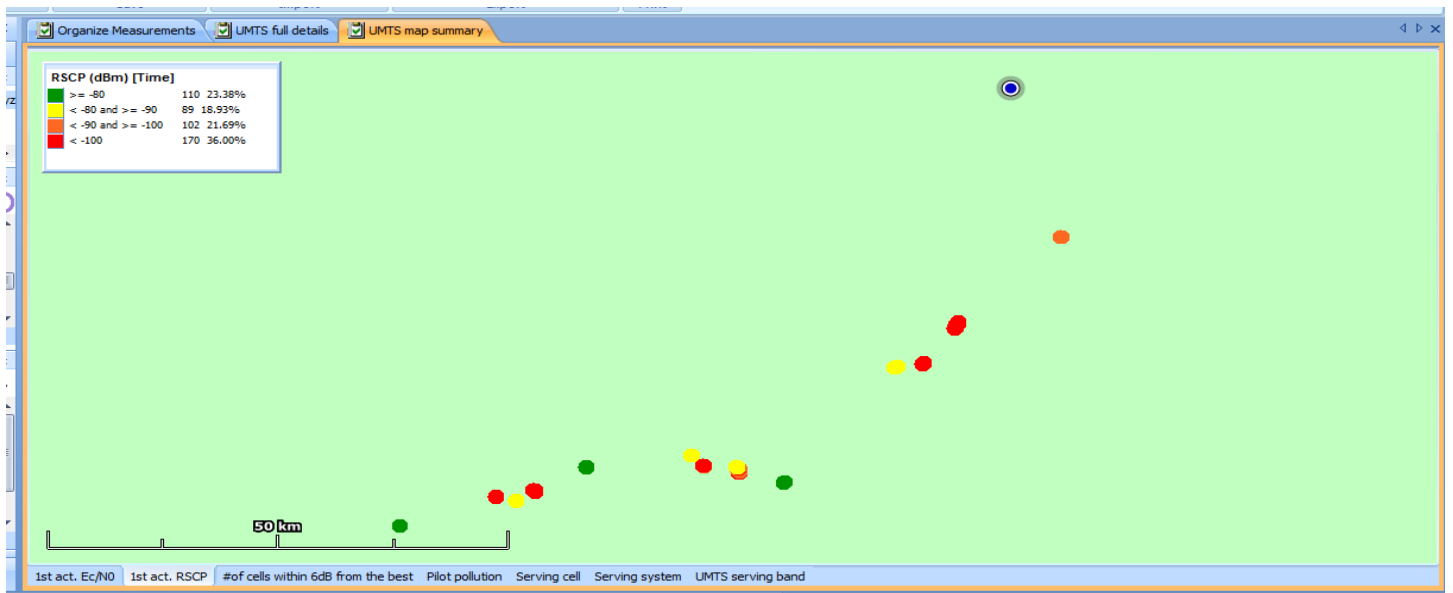 Organize Measurements UMTS full details UMTS map summary
RSCP (dBm) [Time]
>= -80 110 23.38%
< -80 and >= -90 89 18.93%
< -90 and >= -100 102 21.69%
< -100 170 36.00%
50 km
1st act. Ec/N0 1st act. RSCP #of cells within 6dB from the best Pilot pollution Serving cell Serving system UMTS serving band